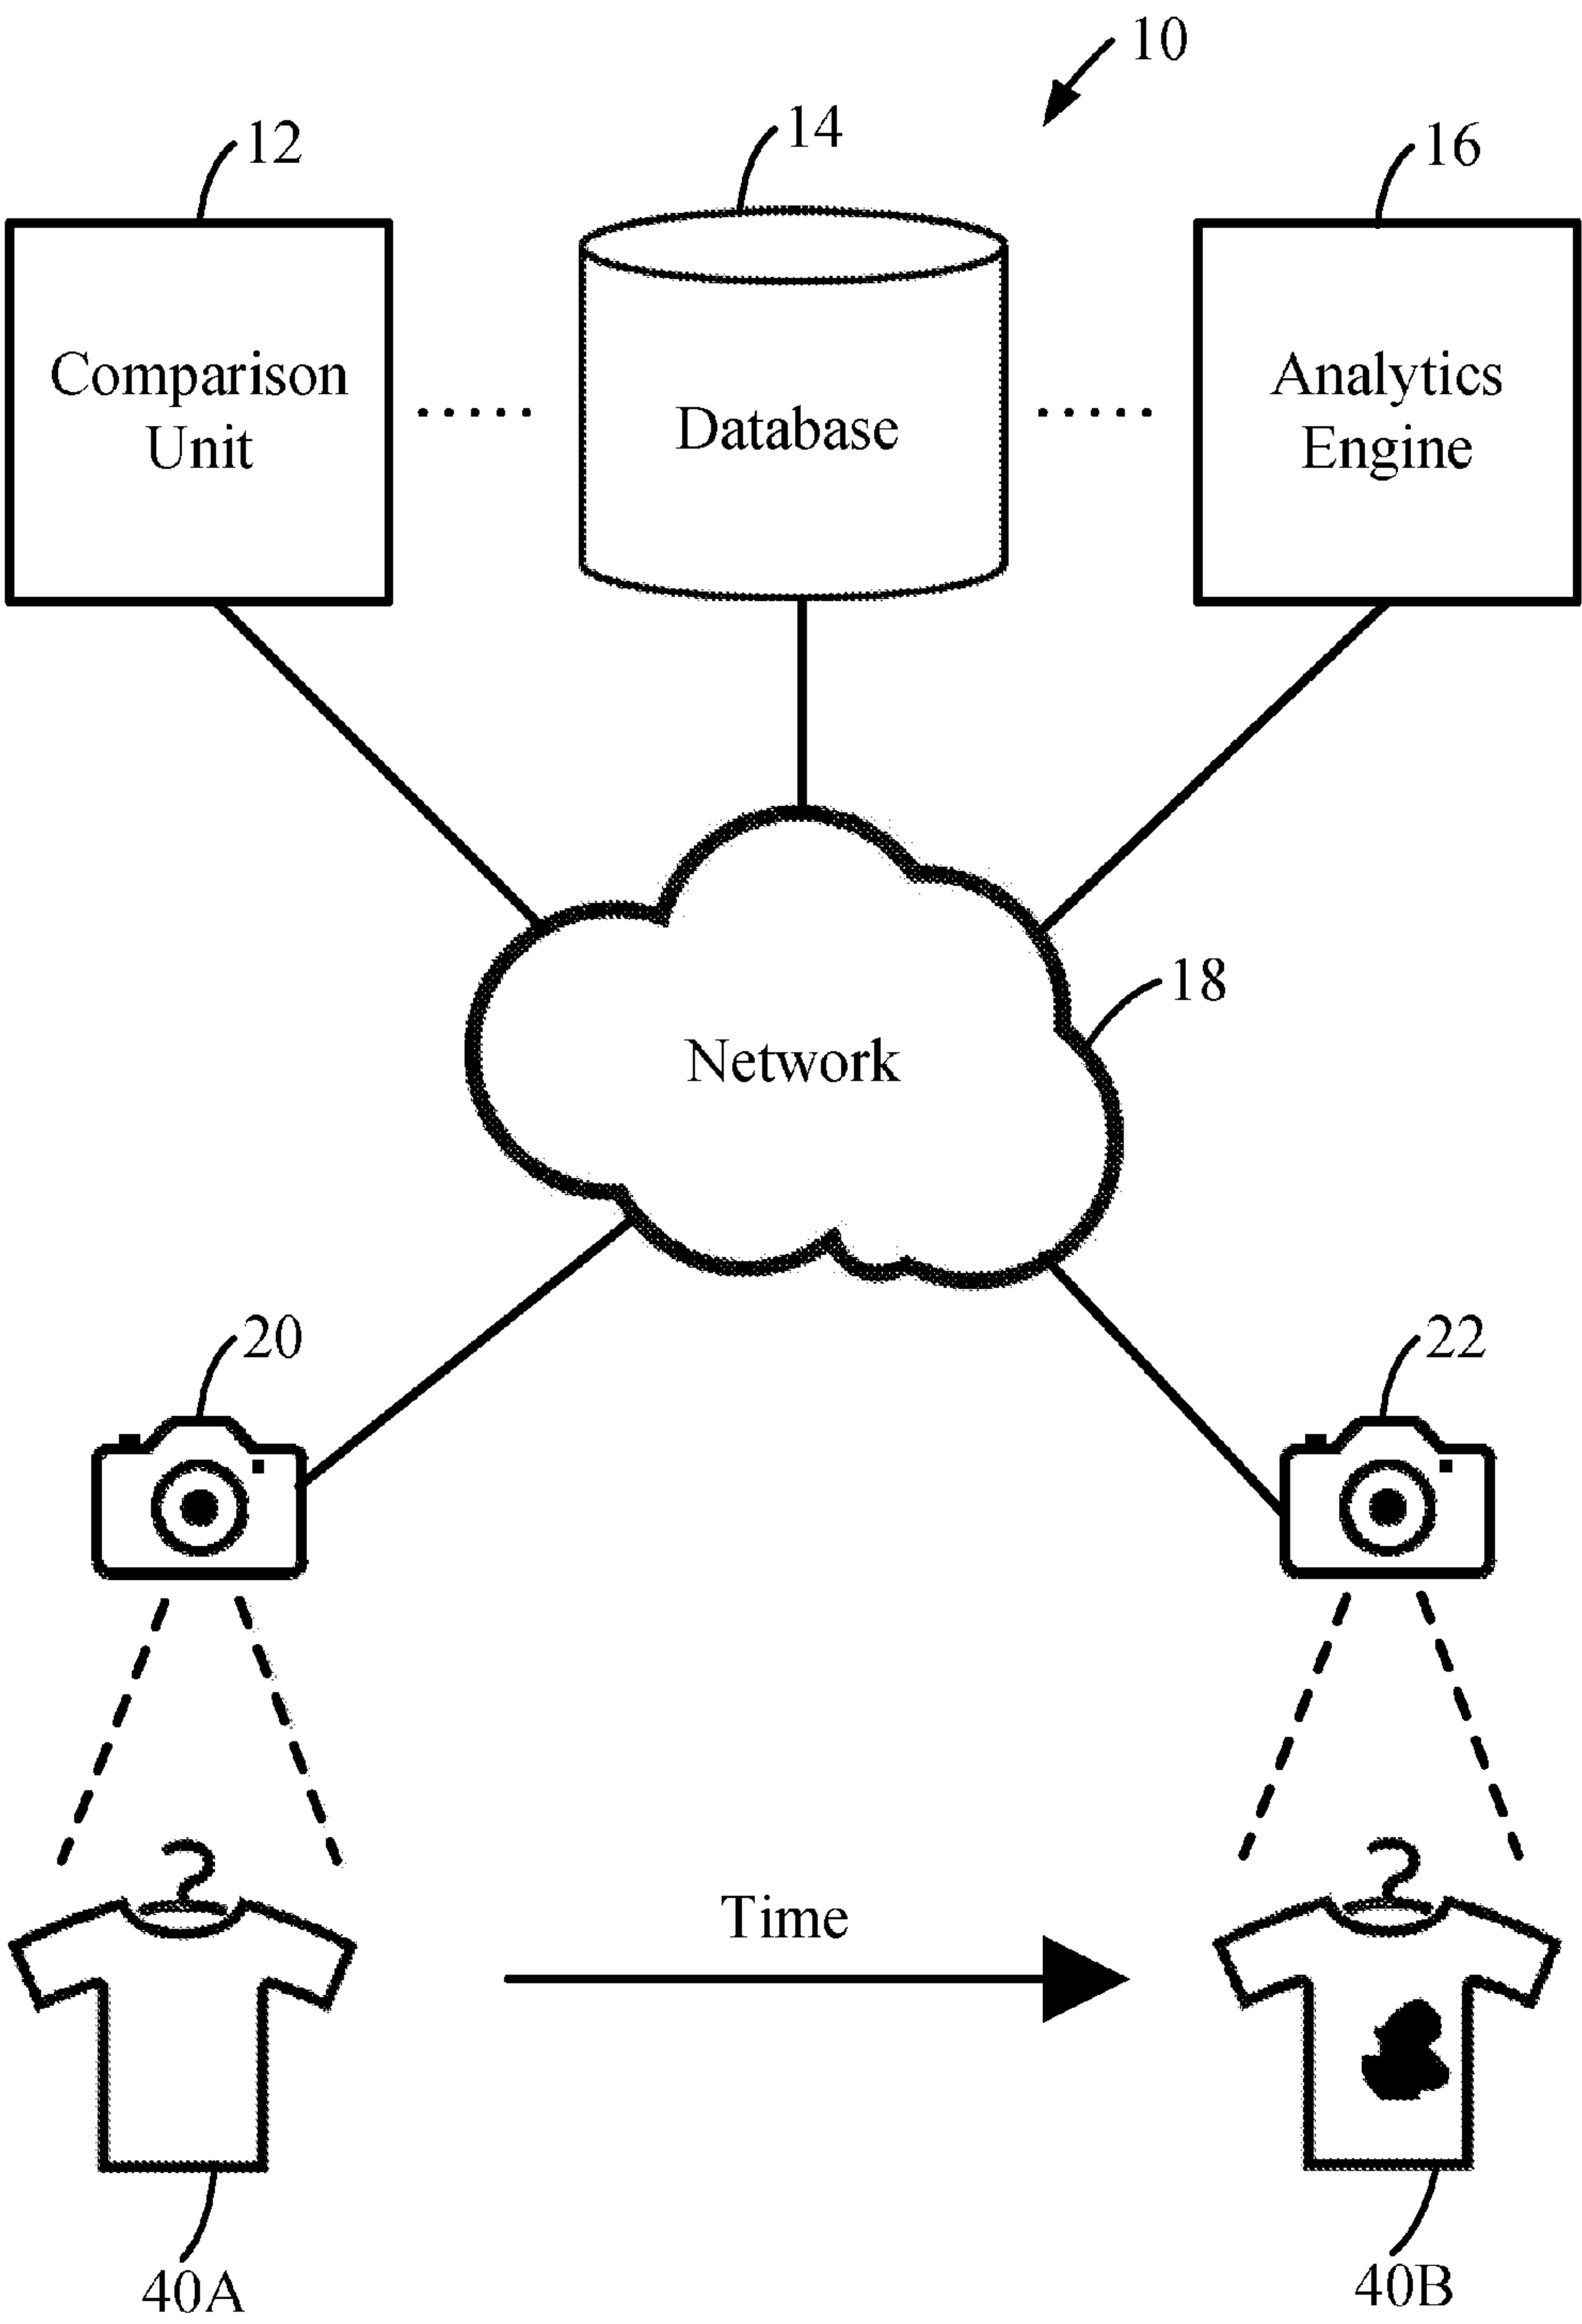 10
12
14
16
Comparison
Unit
Database
Analytics
Engine
18
Network
20
22
Time
40A
40B